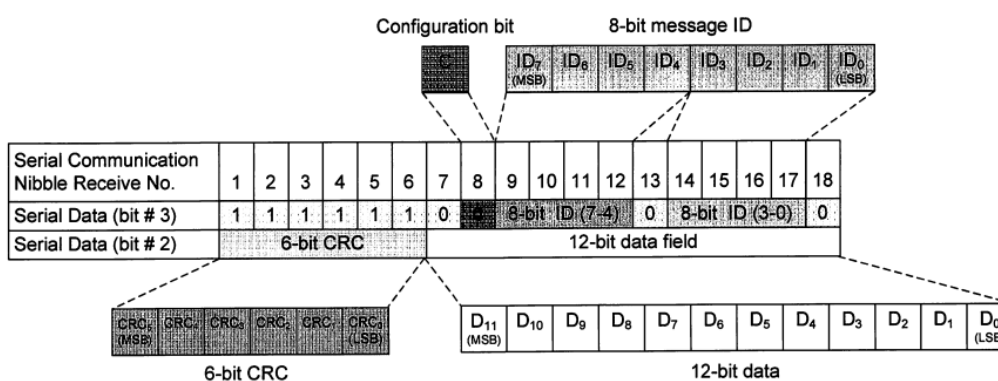 Configuration bit 8-bit message ID
C ID7 ID6 ID5 ID4 ID3 ID2 ID1 ID0
(MSB) (LSB)
Serial Communication
Nibble Receive No. 1 2 3 4 5 6 7 8 9 10 11 12 13 14 15 16 17 18
Serial Data (bit # 3) 1 1 1 1 1 1 0 0 8-bit ID (7-4) 0 8-bit ID (3-0) 0
Serial Data (bit # 2) 6-bit CRC 12-bit data field
CRC5 CRC4 CRC3 CRC2 CRC1 CRC0 D11 D10 D9 D8 D7 D6 D5 D4 D3 D2 D1 D0
(MSB) (LSB) (MSB) (LSB)
6-bit CRC 12-bit data